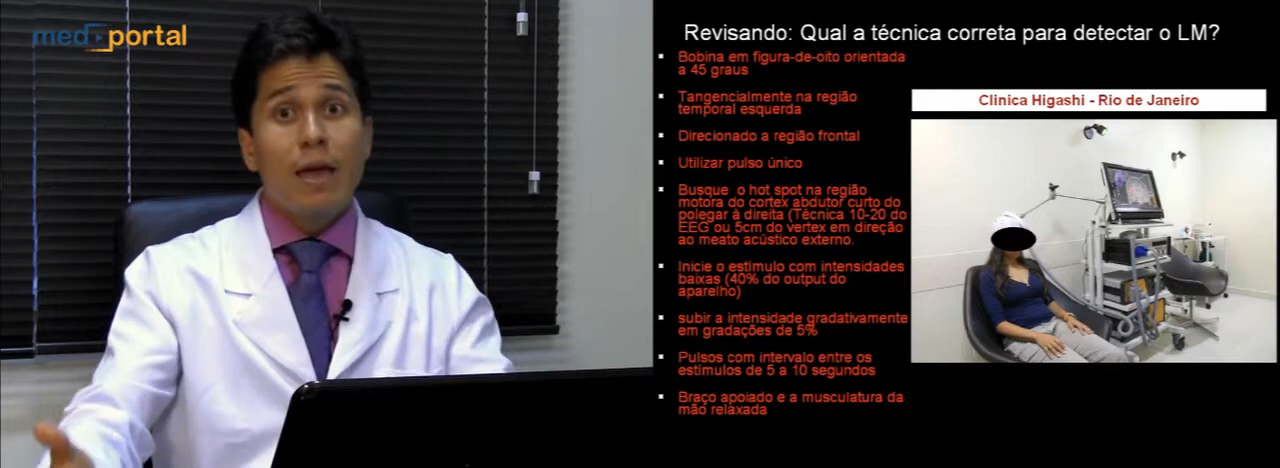 med portal
Revisando: Qual a técnica correta para detectar o LM?
Bobina em figura-de-oito orientada
a 45 graus
Tangencialmente na região
temporal esquerda
Direcionado a região frontal
Utilizar pulso único
Busque o hot spot na região
motora do cortex abdutor curto do
polegar à direita (Técnica 10-20 do
EEG ou 5cm do vertex em direção
ao meato acústico externo.
Inicie o estímulo com intensidades
baixas (40% do output do
aparelho)
subir a intensidade gradativamente
em gradações de 5%
Pulsos com intervalo entre os
estímulos de 5 a 10 segundos
Braço apoiado e a musculatura da
mão relaxada
Clinica Higashi - Rio de Janeiro